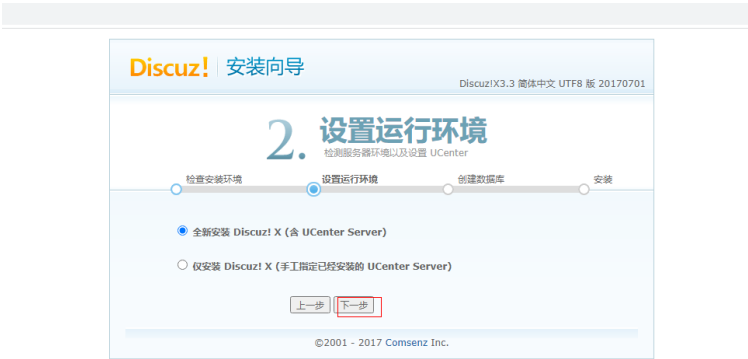 Discuz! 安装向导
Discuz!X3.3 简体中文 UTF8 版 20170701
2. 设置运行环境
检测服务器环境以及设置 UCenter
检查安装环境 设置运行环境 创建数据库 安装
全新安装 Discuz! X (含 UCenter Server)
仅安装 Discuz! X (手工指定已经安装的 UCenter Server)
上一步 下一步
©2001 - 2017 Comsenz Inc.